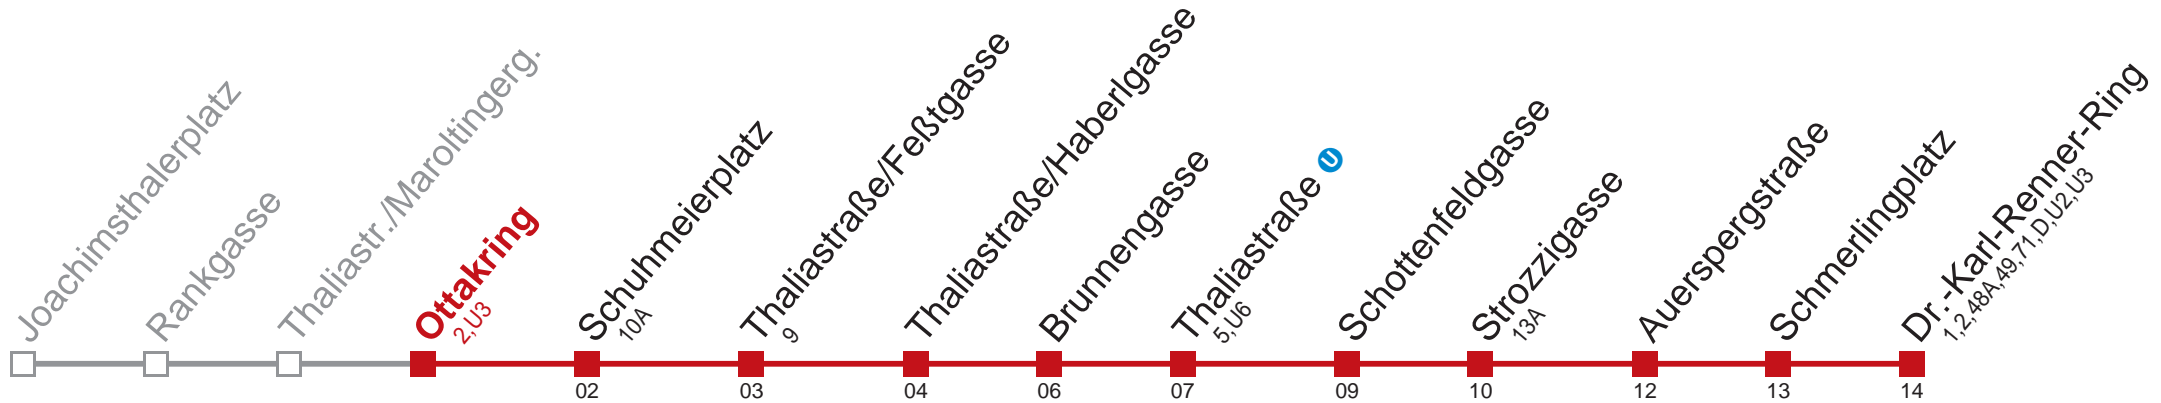 Joachimsthalerplatz
Rankgasse
Thaliastr./Maroltingerg.
Ottakring
2,U3
Schuhmeierplatz
10A
02
Thaliastraße/Feßtgasse
9
03
Thaliastraße/Haberlgasse
04
Brunnengasse
06
Thaliastraße U
5,U6
07
Schottenfeldgasse
09
Strozzigasse
13A
10
Auerspergstraße
12
Schmerlingplatz
13
Dr.-Karl-Renner-Ring
1,2,48A,49,71,D,U2,U3
14